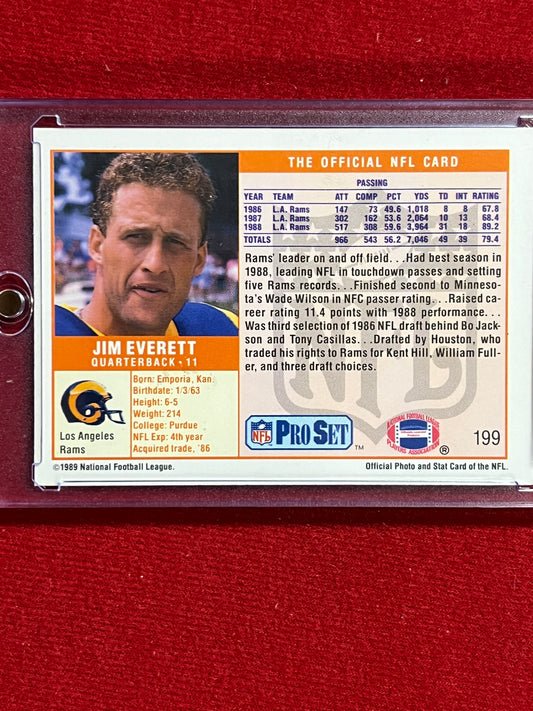 THE OFFICIAL NFL CARD
PASSING
YEAR TEAM ATT COMP PCT YDS TD INT RATING
1986 L.A. Rams 147 73 49.6 1,018 8 8 67.8
1987 L.A. Rams 302 162 53.6 2,064 10 13 68.4
1988 L.A. Rams 517 308 59.6 3,964 31 18 89.2
TOTALS 966 543 56.2 7,046 49 39 79.4
Rams' leader on and off field. . .Had best season in
1988, leading NFL in touchdown passes and setting
five Rams records. . .Finished second to Minneso-
ta's Wade Wilson in NFC passer rating. . .Raised ca-
reer rating 11.4 points with 1988 performance. . .
Was third selection of 1986 NFL draft behind Bo Jack-
son and Tony Casillas. . .Drafted by Houston, who
traded his rights to Rams for Kent Hill, William Full-
er, and three draft choices.
JIM EVERETT
QUARTERBACK • 11
Born: Emporia, Kan.
Birthdate: 1/3/63
Height: 6-5
Weight: 214
College: Purdue
NFL Exp: 4th year
Acquired trade, '86
Los Angeles
Rams
NFL PRO SET ™
NATIONAL FOOTBALL LEAGUE
PLAYERS ASSOCIATION
®
199
©1989 National Football League.
Official Photo and Stat Card of the NFL.
NFL